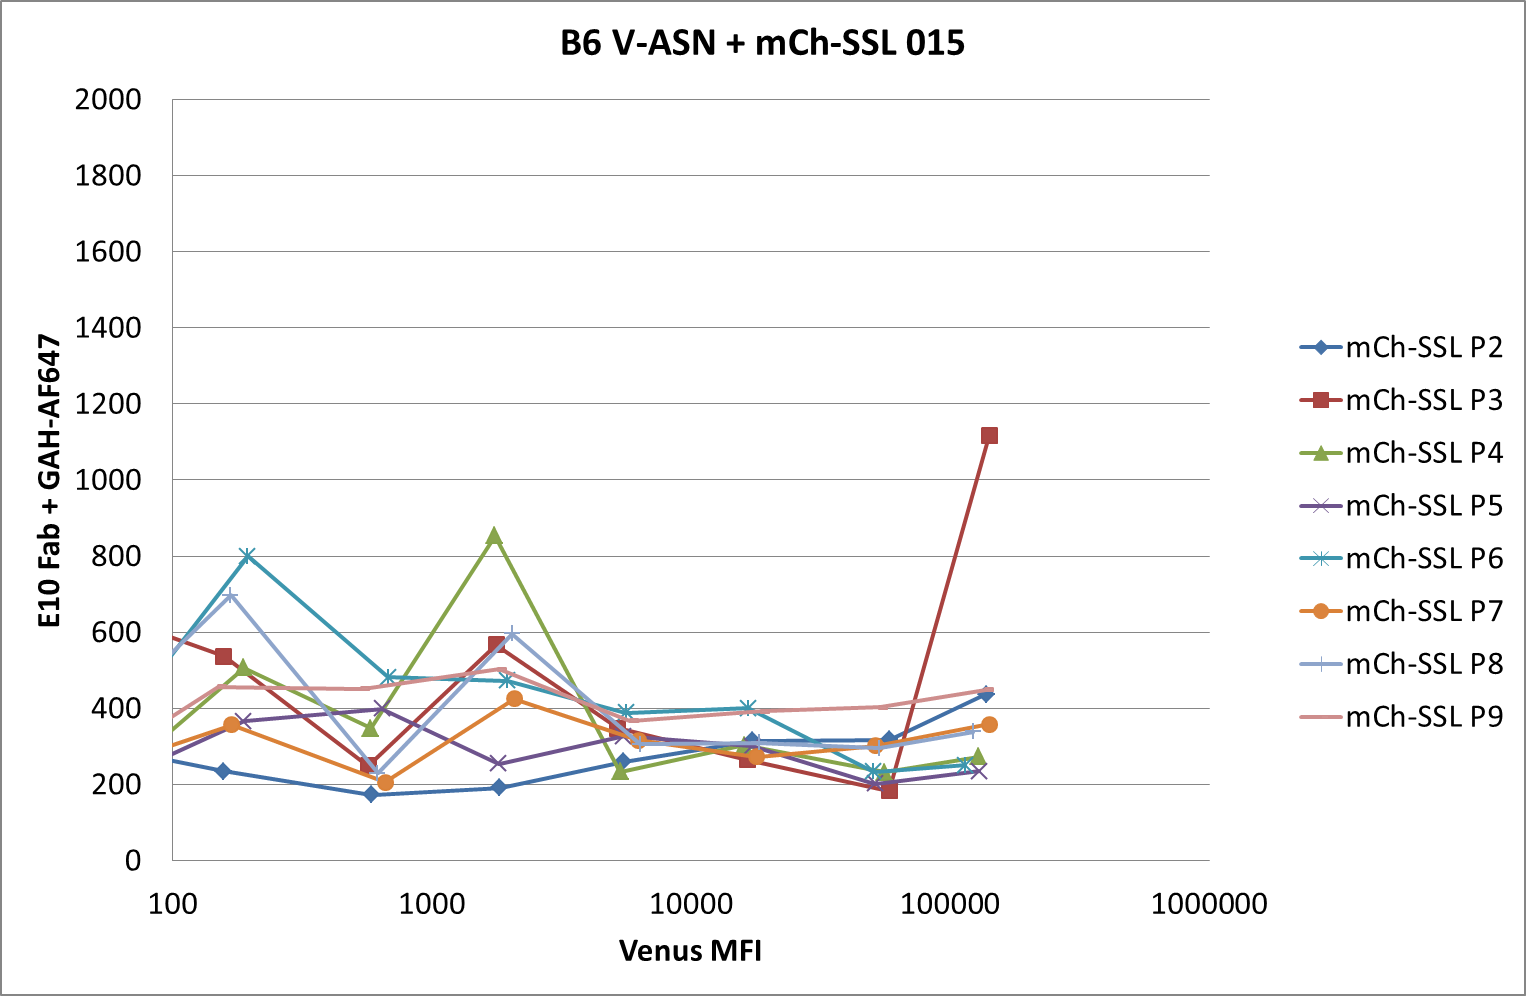 B6 V-ASN + mCh-SSL 015
2000
1800
1600
1400
1200
1000
800
600
400
200
0
E10 Fab + GAH-AF647
100 1000 10000 100000 1000000
Venus MFI
mCh-SSL P2
mCh-SSL P3
mCh-SSL P4
mCh-SSL P5
mCh-SSL P6
mCh-SSL P7
mCh-SSL P8
mCh-SSL P9